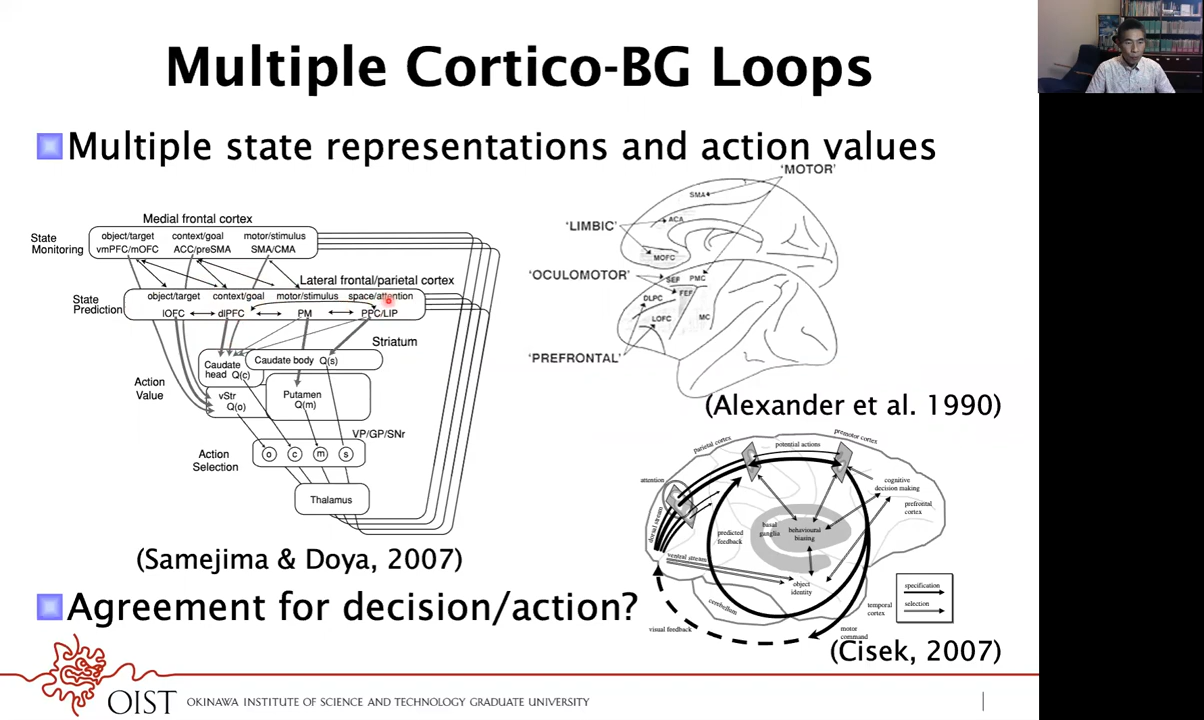 Multiple Cortico-BG Loops
Multiple state representations and action values
Medial frontal cortex
State
Monitoring
object/target context/goal motor/stimulus
vmPFC/mOFC ACC/preSMA SMA/CMA
Lateral frontal/parietal cortex
State
Prediction
object/target context/goal motor/stimulus space/attention
lOFC dlPFC PM PPC/LIP
Striatum
Caudate
head Q(c)
Caudate body Q(s)
Action
Value
vStr
Q(o)
Putamen
Q(m)
VP/GP/SNr
Action
Selection
o c m s
Thalamus
(Samejima & Doya, 2007)
'MOTOR'
SMA
'LIMBIC'
ACA
MOFC
'OCULOMOTOR'
SEF PMC
FEF
DLPC
LOFC MC
'PREFRONTAL'
(Alexander et al. 1990)
parietal cortex
potential actions
premotor cortex
attention
cognitive
decision making
prefrontal
cortex
dorsal stream
predicted
feedback
basal
ganglia
behavioural
biasing
ventral stream
object
identity
specification
selection
cerebellum
temporal
cortex
visual feedback
motor
command
(Cisek, 2007)
Agreement for decision/action?
OIST OKINAWA INSTITUTE OF SCIENCE AND TECHNOLOGY GRADUATE UNIVERSITY